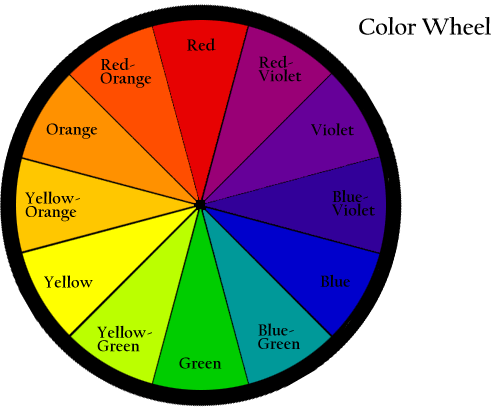 Color Wheel
Red
Red-
Violet
Violet
Blue-
Violet
Blue
Blue-
Green
Green
Yellow-
Green
Yellow
Yellow-
Orange
Orange
Red-
Orange